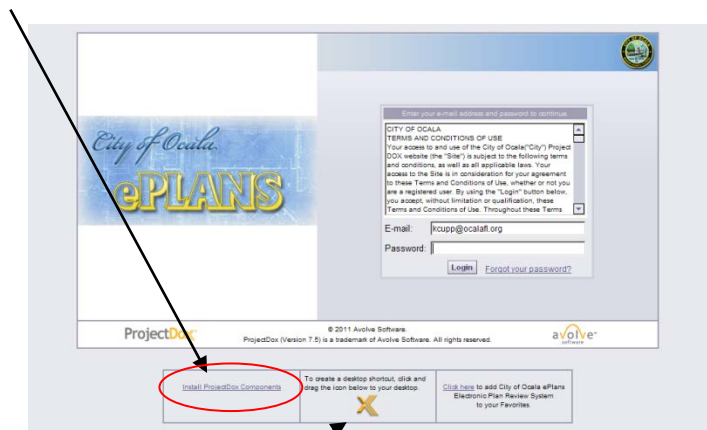 City of Ocala
ePLANS
Enter your e-mail address and password to continue.
CITY OF OCALA
TERMS AND CONDITIONS OF USE
Your access to and use of the City of Ocala("City") Project
DOX website (the "Site") is subject to the following terms
and conditions, as well as all applicable laws. Your
access to the Site is in consideration for your agreement
to these Terms and Conditions of Use, whether or not you
are a registered user. By using the "Login" button below,
you accept, without limitation or qualification, these
Terms and Conditions of Use. Throughout these Terms
E-mail: kcupp@ocalafl.org
Password:
Login Forgot your password?
ProjectDox
© 2011 Avolve Software.
ProjectDox (Version 7.5) is a trademark of Avolve Software. All rights reserved.
avolve
software
Install ProjectDox Components
To create a desktop shortcut, click and
drag the icon below to your desktop.
Click here to add City of Ocala ePlans
Electronic Plan Review System
to your Favorites.